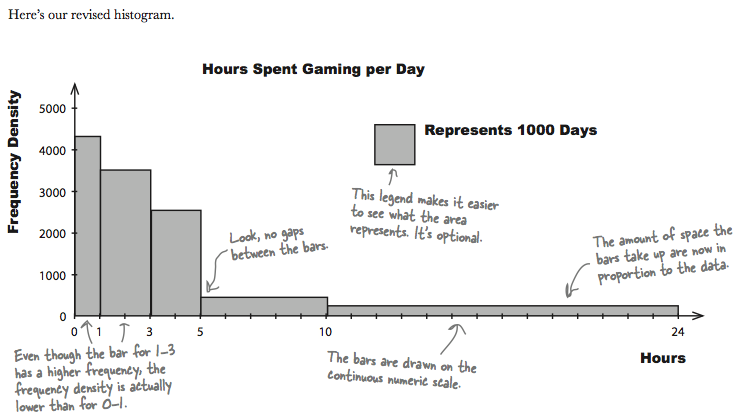 Here's our revised histogram.
Hours Spent Gaming per Day
Frequency Density
5000
4000
3000
2000
1000
0
Represents 1000 Days
This legend makes it easier
to see what the area
represents. It's optional.
Look, no gaps
between the bars.
The amount of space the
bars take up are now in
proportion to the data.
0 1 3 5 10 24
Hours
Even though the bar for 1–3
has a higher frequency, the
frequency density is actually
lower than for 0–1.
The bars are drawn on the
continuous numeric scale.